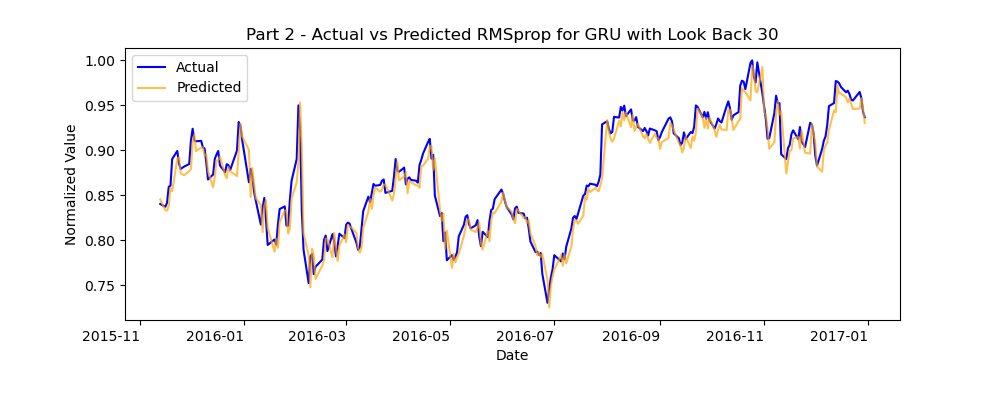 Part 2 - Actual vs Predicted RMSprop for GRU with Look Back 30
Actual
Predicted
1.00
0.95
0.90
0.85
0.80
0.75
Normalized Value
2015-11 2016-01 2016-03 2016-05 2016-07 2016-09 2016-11 2017-01
Date